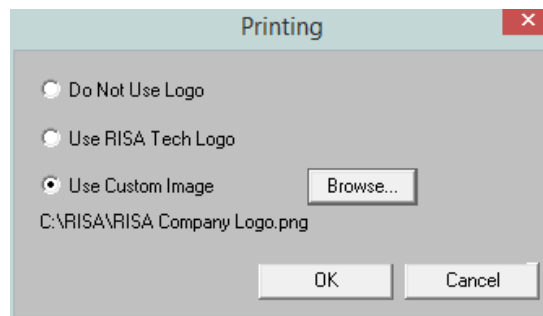 Printing
Do Not Use Logo
Use RISA Tech Logo
Use Custom Image Browse...
C:\RISA\RISA Company Logo.png
OK Cancel